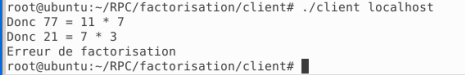 root@ubuntu:~/RPC/factorisation/client# ./client localhost
Donc 77 = 11 * 7
Donc 21 = 7 * 3
Erreur de factorisation
root@ubuntu:~/RPC/factorisation/client#